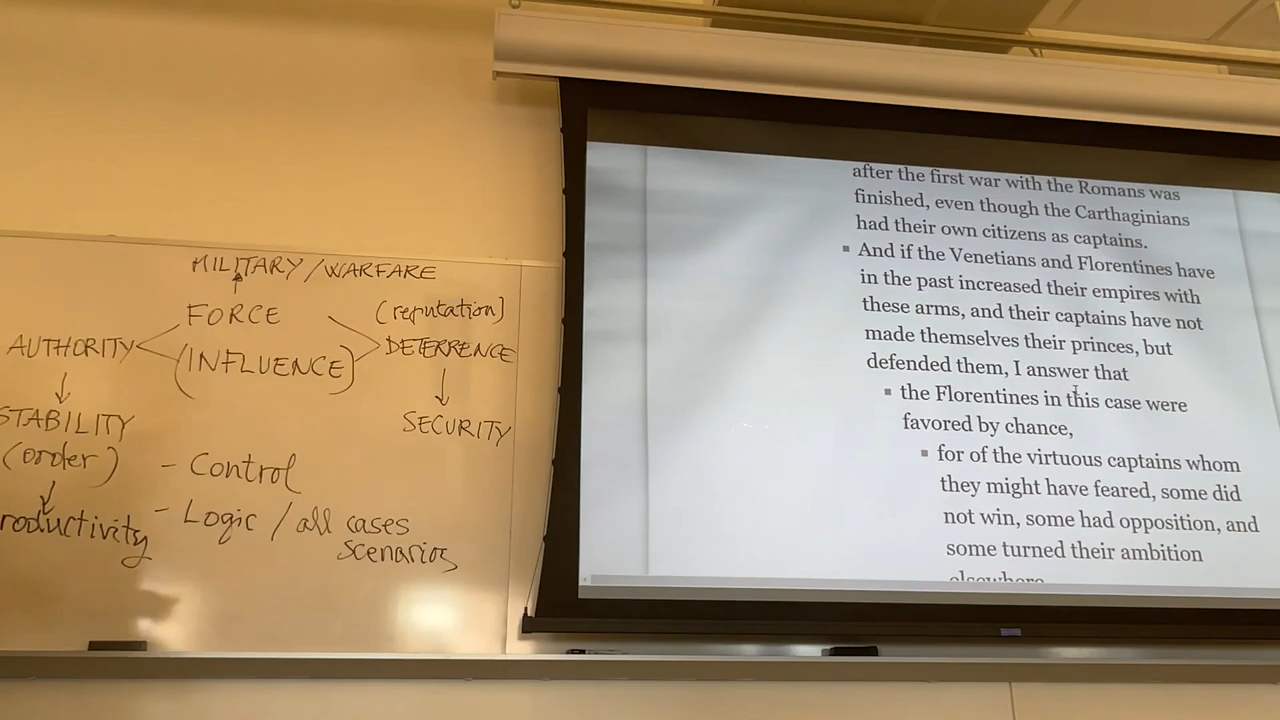 MILITARY/WARFARE
FORCE
(reputation)
AUTHORITY
(INFLUENCE)
DETERRENCE
STABILITY
SECURITY
(order)
- Control
roductivity
- Logic / all cases
scenarios
after the first war with the Romans was
finished, even though the Carthaginians
had their own citizens as captains.
▪ And if the Venetians and Florentines have
in the past increased their empires with
these arms, and their captains have not
made themselves their princes, but
defended them, I answer that
▪ the Florentines in this case were
favored by chance,
▪ for of the virtuous captains whom
they might have feared, some did
not win, some had opposition, and
some turned their ambition
elsewhere